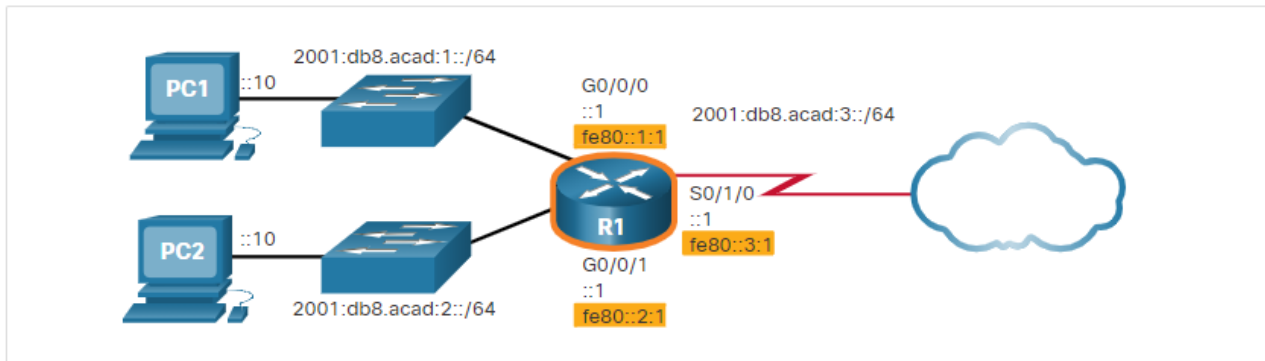 2001:db8.acad:1::/64
PC1
::10
G0/0/0
::1
fe80::1:1
2001:db8.acad:3::/64
S0/1/0
::1
fe80::3:1
R1
PC2
::10
G0/0/1
::1
fe80::2:1
2001:db8.acad:2::/64